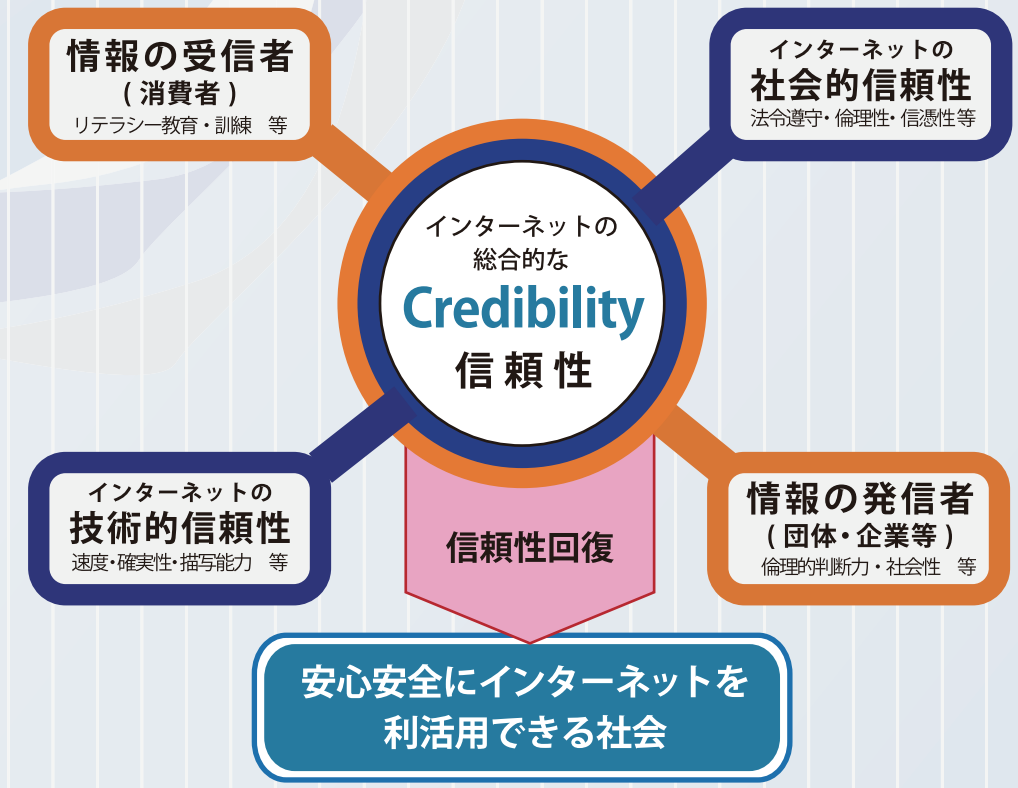 情報の受信者
(消費者)
リテラシー教育・訓練　等
インターネットの
社会的信頼性
法令遵守・倫理性・信憑性等
インターネットの
総合的な
Credibility
信頼性
インターネットの
技術的信頼性
速度・確実性・描写能力　等
情報の発信者
(団体・企業等)
倫理的判断力・社会性　等
信頼性回復
安心安全にインターネットを
利活用できる社会